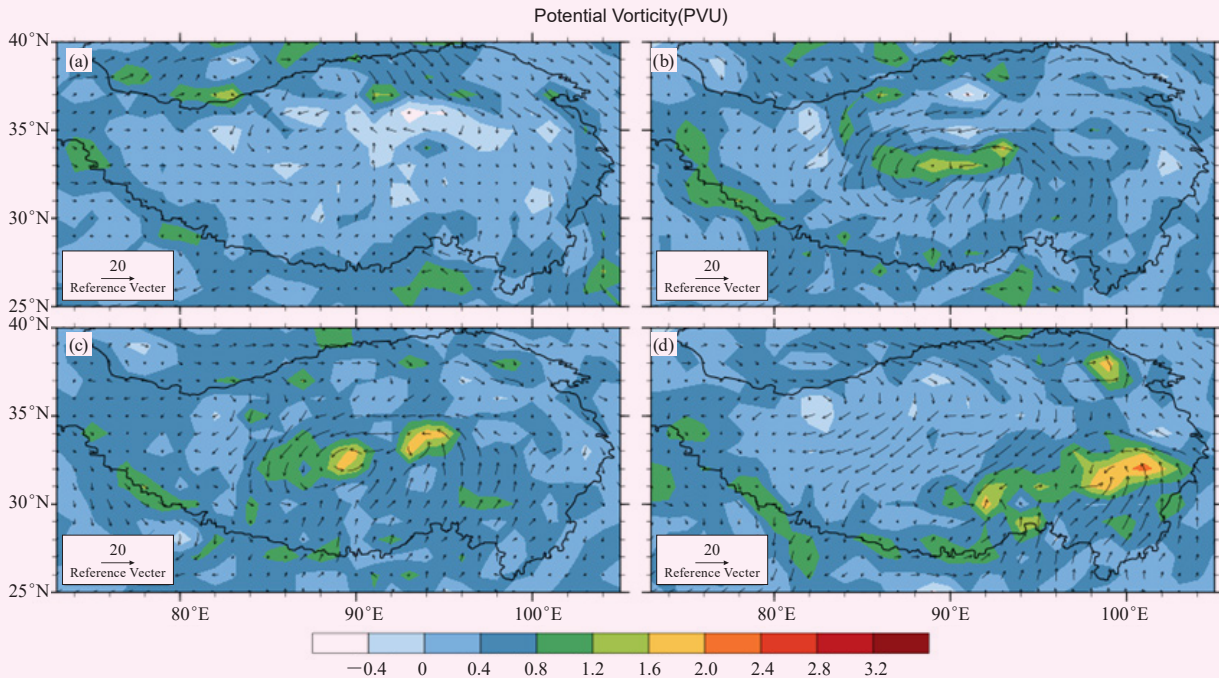 Potential Vorticity(PVU)
40°N
(a)
(b)
35°N
30°N
20
Reference Vecter
20
Reference Vecter
25°N
40°N
(c)
(d)
35°N
30°N
20
Reference Vecter
20
Reference Vecter
25°N
80°E 90°E 100°E 80°E 90°E 100°E
−0.4 0 0.4 0.8 1.2 1.6 2.0 2.4 2.8 3.2